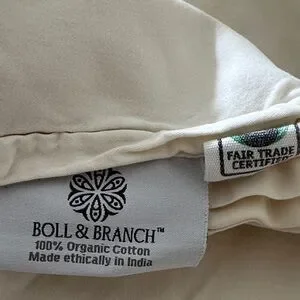 FAIR TRADE
CERTIFIED
BOLL & BRANCH™
100% Organic Cotton
Made ethically in India